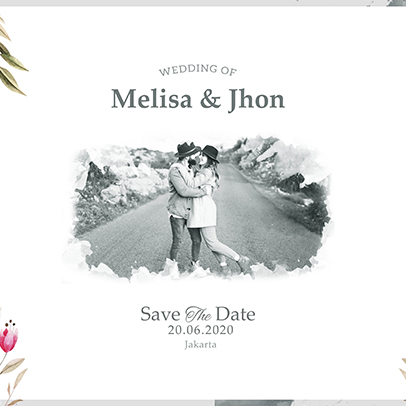 WEDDING OF
Melisa & Jhon
Save The Date
20.06.2020
Jakarta